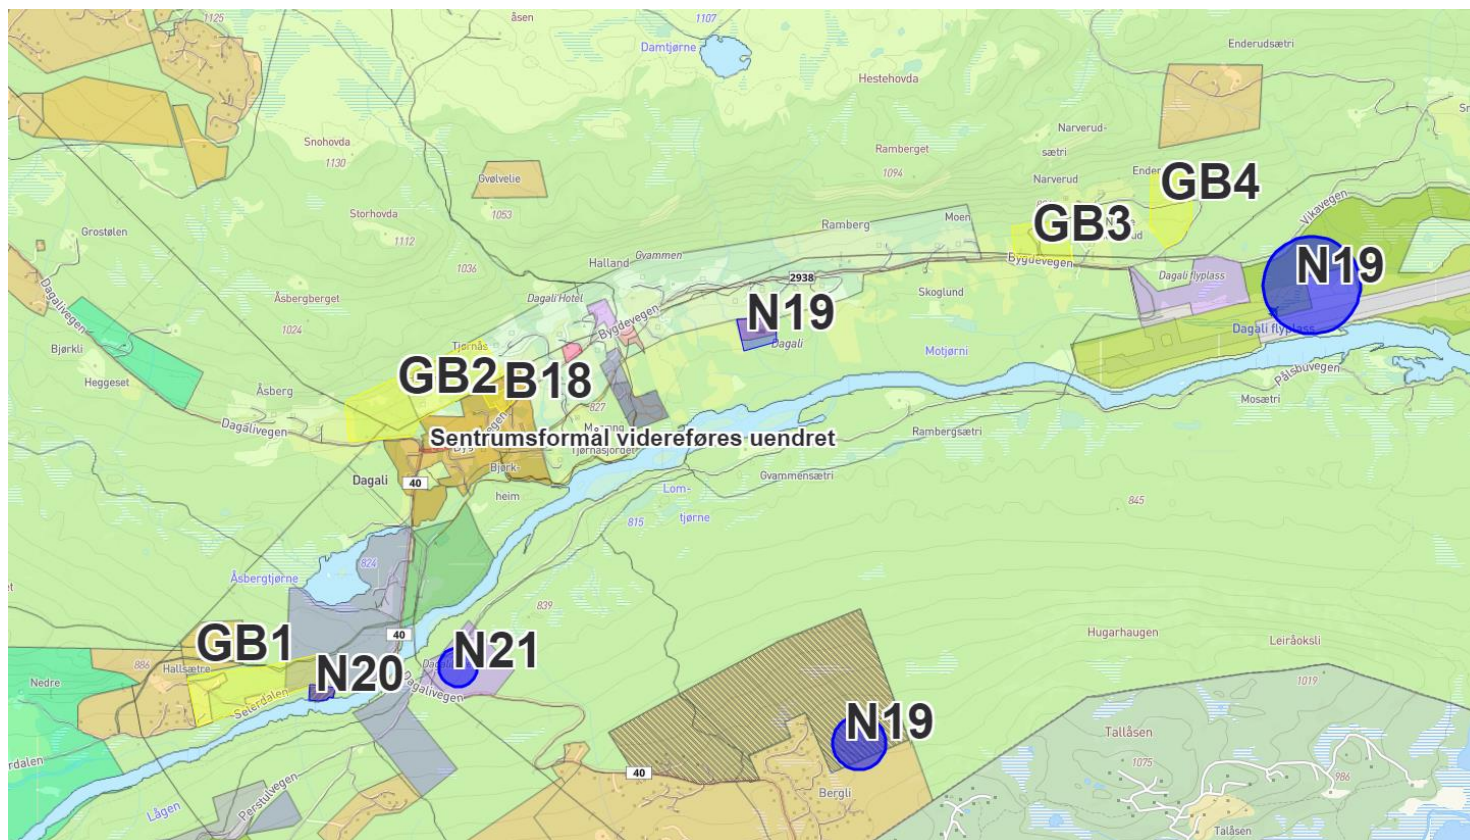 1125
åsen
1107
Damtjørne
Enderudsætri
Hestehovda
Snohovda
1130
Narverud-
sætri
Ramberget
1094
Narverud
GB4
Gvølvelie
1053
Storhovda
1112
Grostølen
Ramberg
Moen
GB3
Vikavegen
Bygdevegen
Gvammen
Halland
1036
2938
Dagali flyplass
N19
Åsbergberget
Dagali Hotel
Skoglund
Dagalivegen
Bygdevegen
N19
1024
Dagali flyplass
Bjørkli
Tjørnås
Dagali
Motjørni
Pålsbuvegen
Heggeset
Åsberg
GB2
B18
Mosætri
827
Dagalivegen
Sentrumsformal videreføres uendret
Rambergsætri
Tjørnåsjordet
Bjørk-
heim
Dagali
40
Gvammensætri
Lom-
tjørne
845
815
824
Åsbergtjørne
839
GB1
40
Hugarhaugen
Leiråoksli
N21
886
Hallsætra
N20
1019
Nedre
Dagalivegen
Seierdalen
N19
Tallåsen
40
1075
986
Perstulvegen
Bergli
Lågen
Talåsen